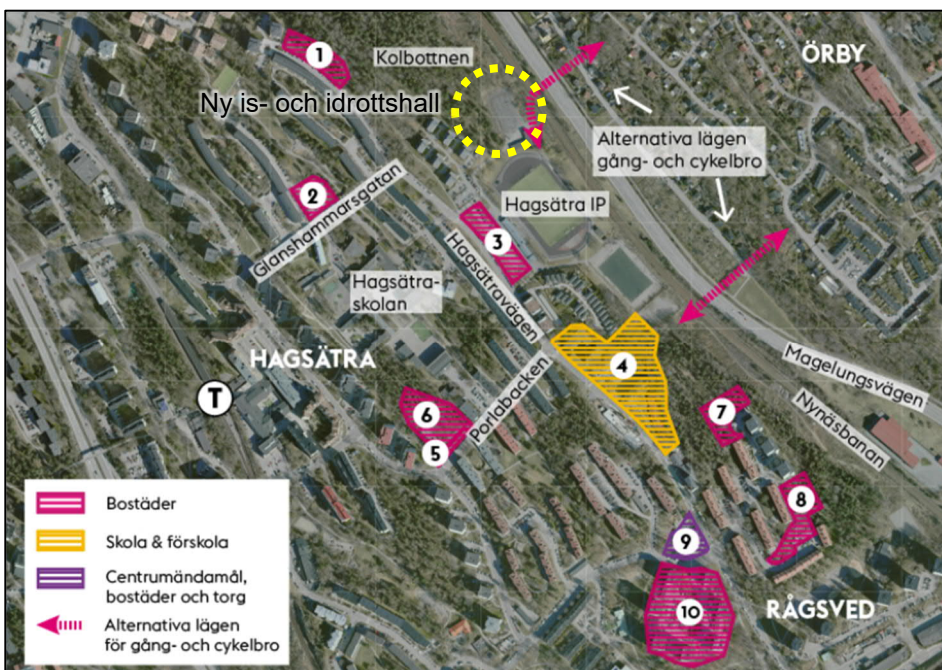 1
Kolbottnen
ÖRBY
Ny is- och idrottshall
Alternativa lägen
gång- och cykelbro
2
Glanshammarsgatan
Hagsätra IP
3
Hagsätravägen
Hagsätra-
skolan
HAGSÄTRA
T
4
Magelungsvägen
Porlabacken
6
5
7
Nynäsbanan
8
9
10
RÅGSVED
Bostäder
Skola & förskola
Centrumändamål,
bostäder och torg
Alternativa lägen
för gång- och cykelbro